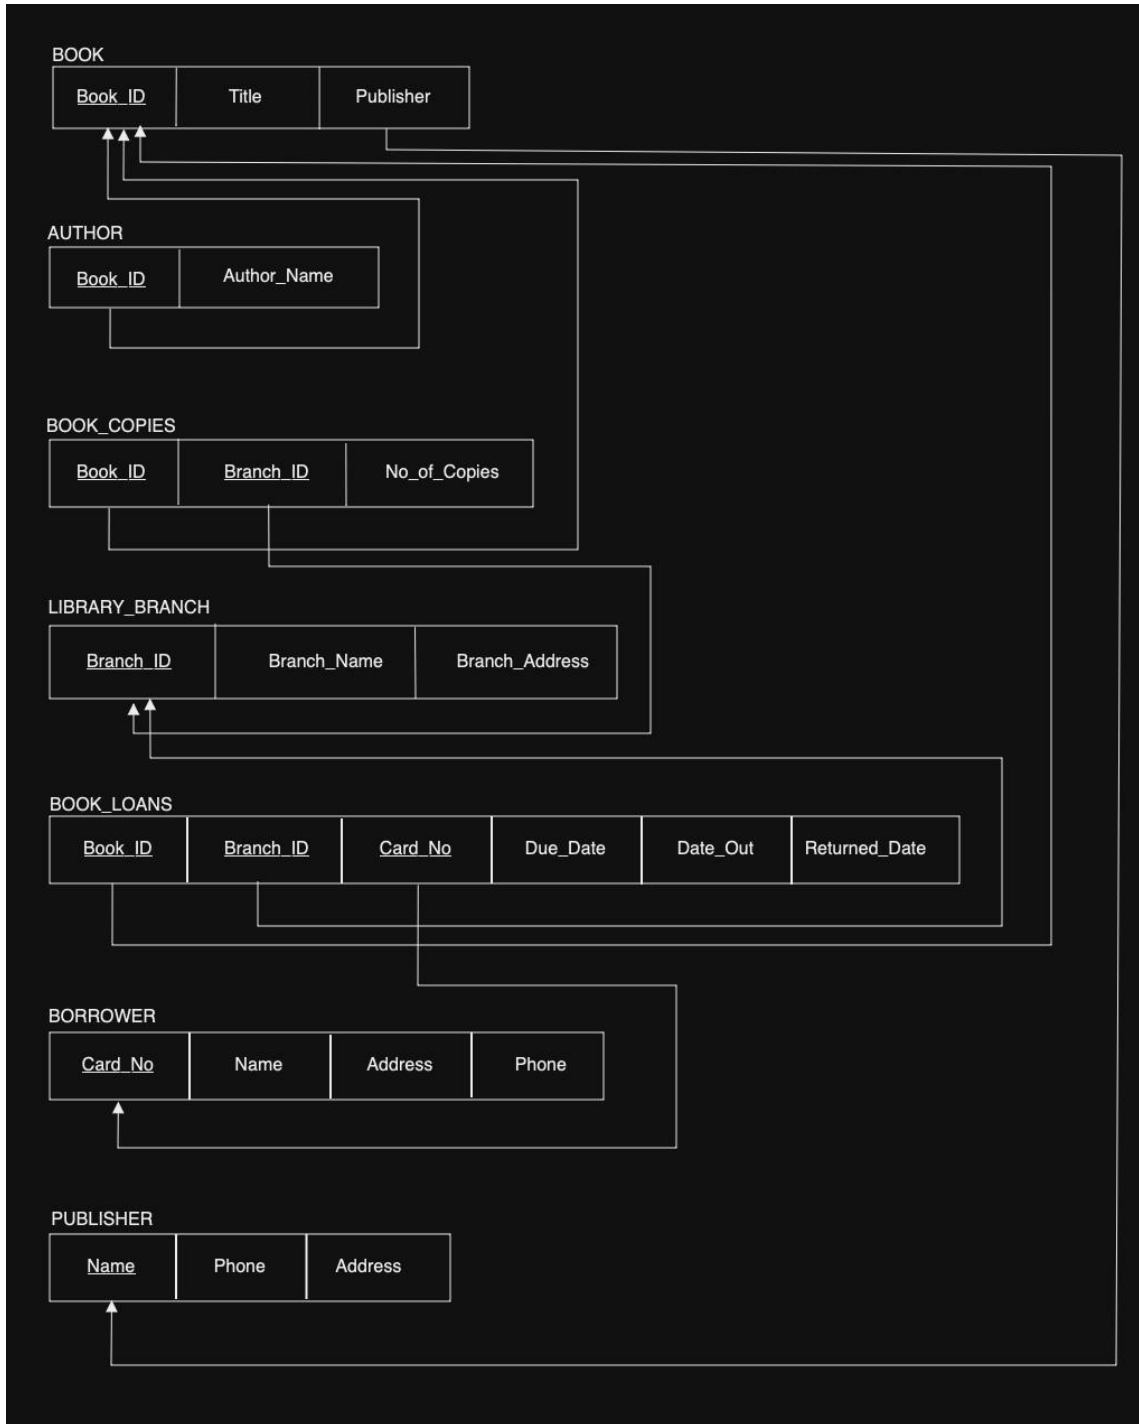 BOOK
Book_ID Title Publisher
AUTHOR
Book_ID Author_Name
BOOK_COPIES
Book_ID Branch_ID No_of_Copies
LIBRARY_BRANCH
Branch_ID Branch_Name Branch_Address
BOOK_LOANS
Book_ID Branch_ID Card_No Due_Date Date_Out Returned_Date
BORROWER
Card_No Name Address Phone
PUBLISHER
Name Phone Address